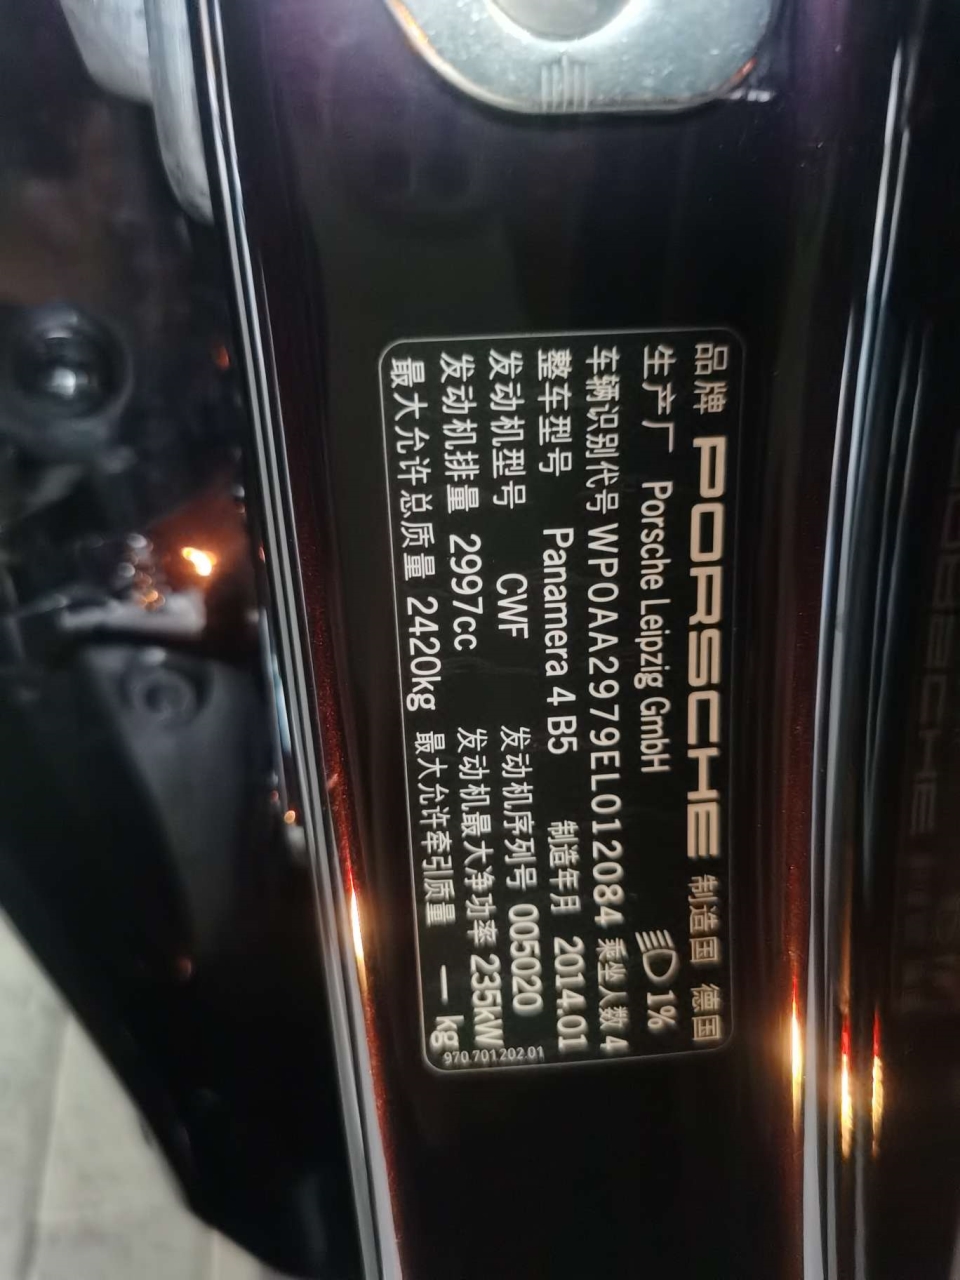 品牌 PORSCHE 制造国 德国
生产厂 Porsche Leipzig GmbH 1%
车辆识别代号 WP0AA2979EL012084 乘坐人数 4
整车型号 Panamera 4 B5 制造年月 2014.01
发动机型号 CWF 发动机序列号 005020
发动机排量 2997cc 发动机最大净功率 235kW
最大允许总质量 2420kg 最大允许牵引质量 — kg
970.701.202.01